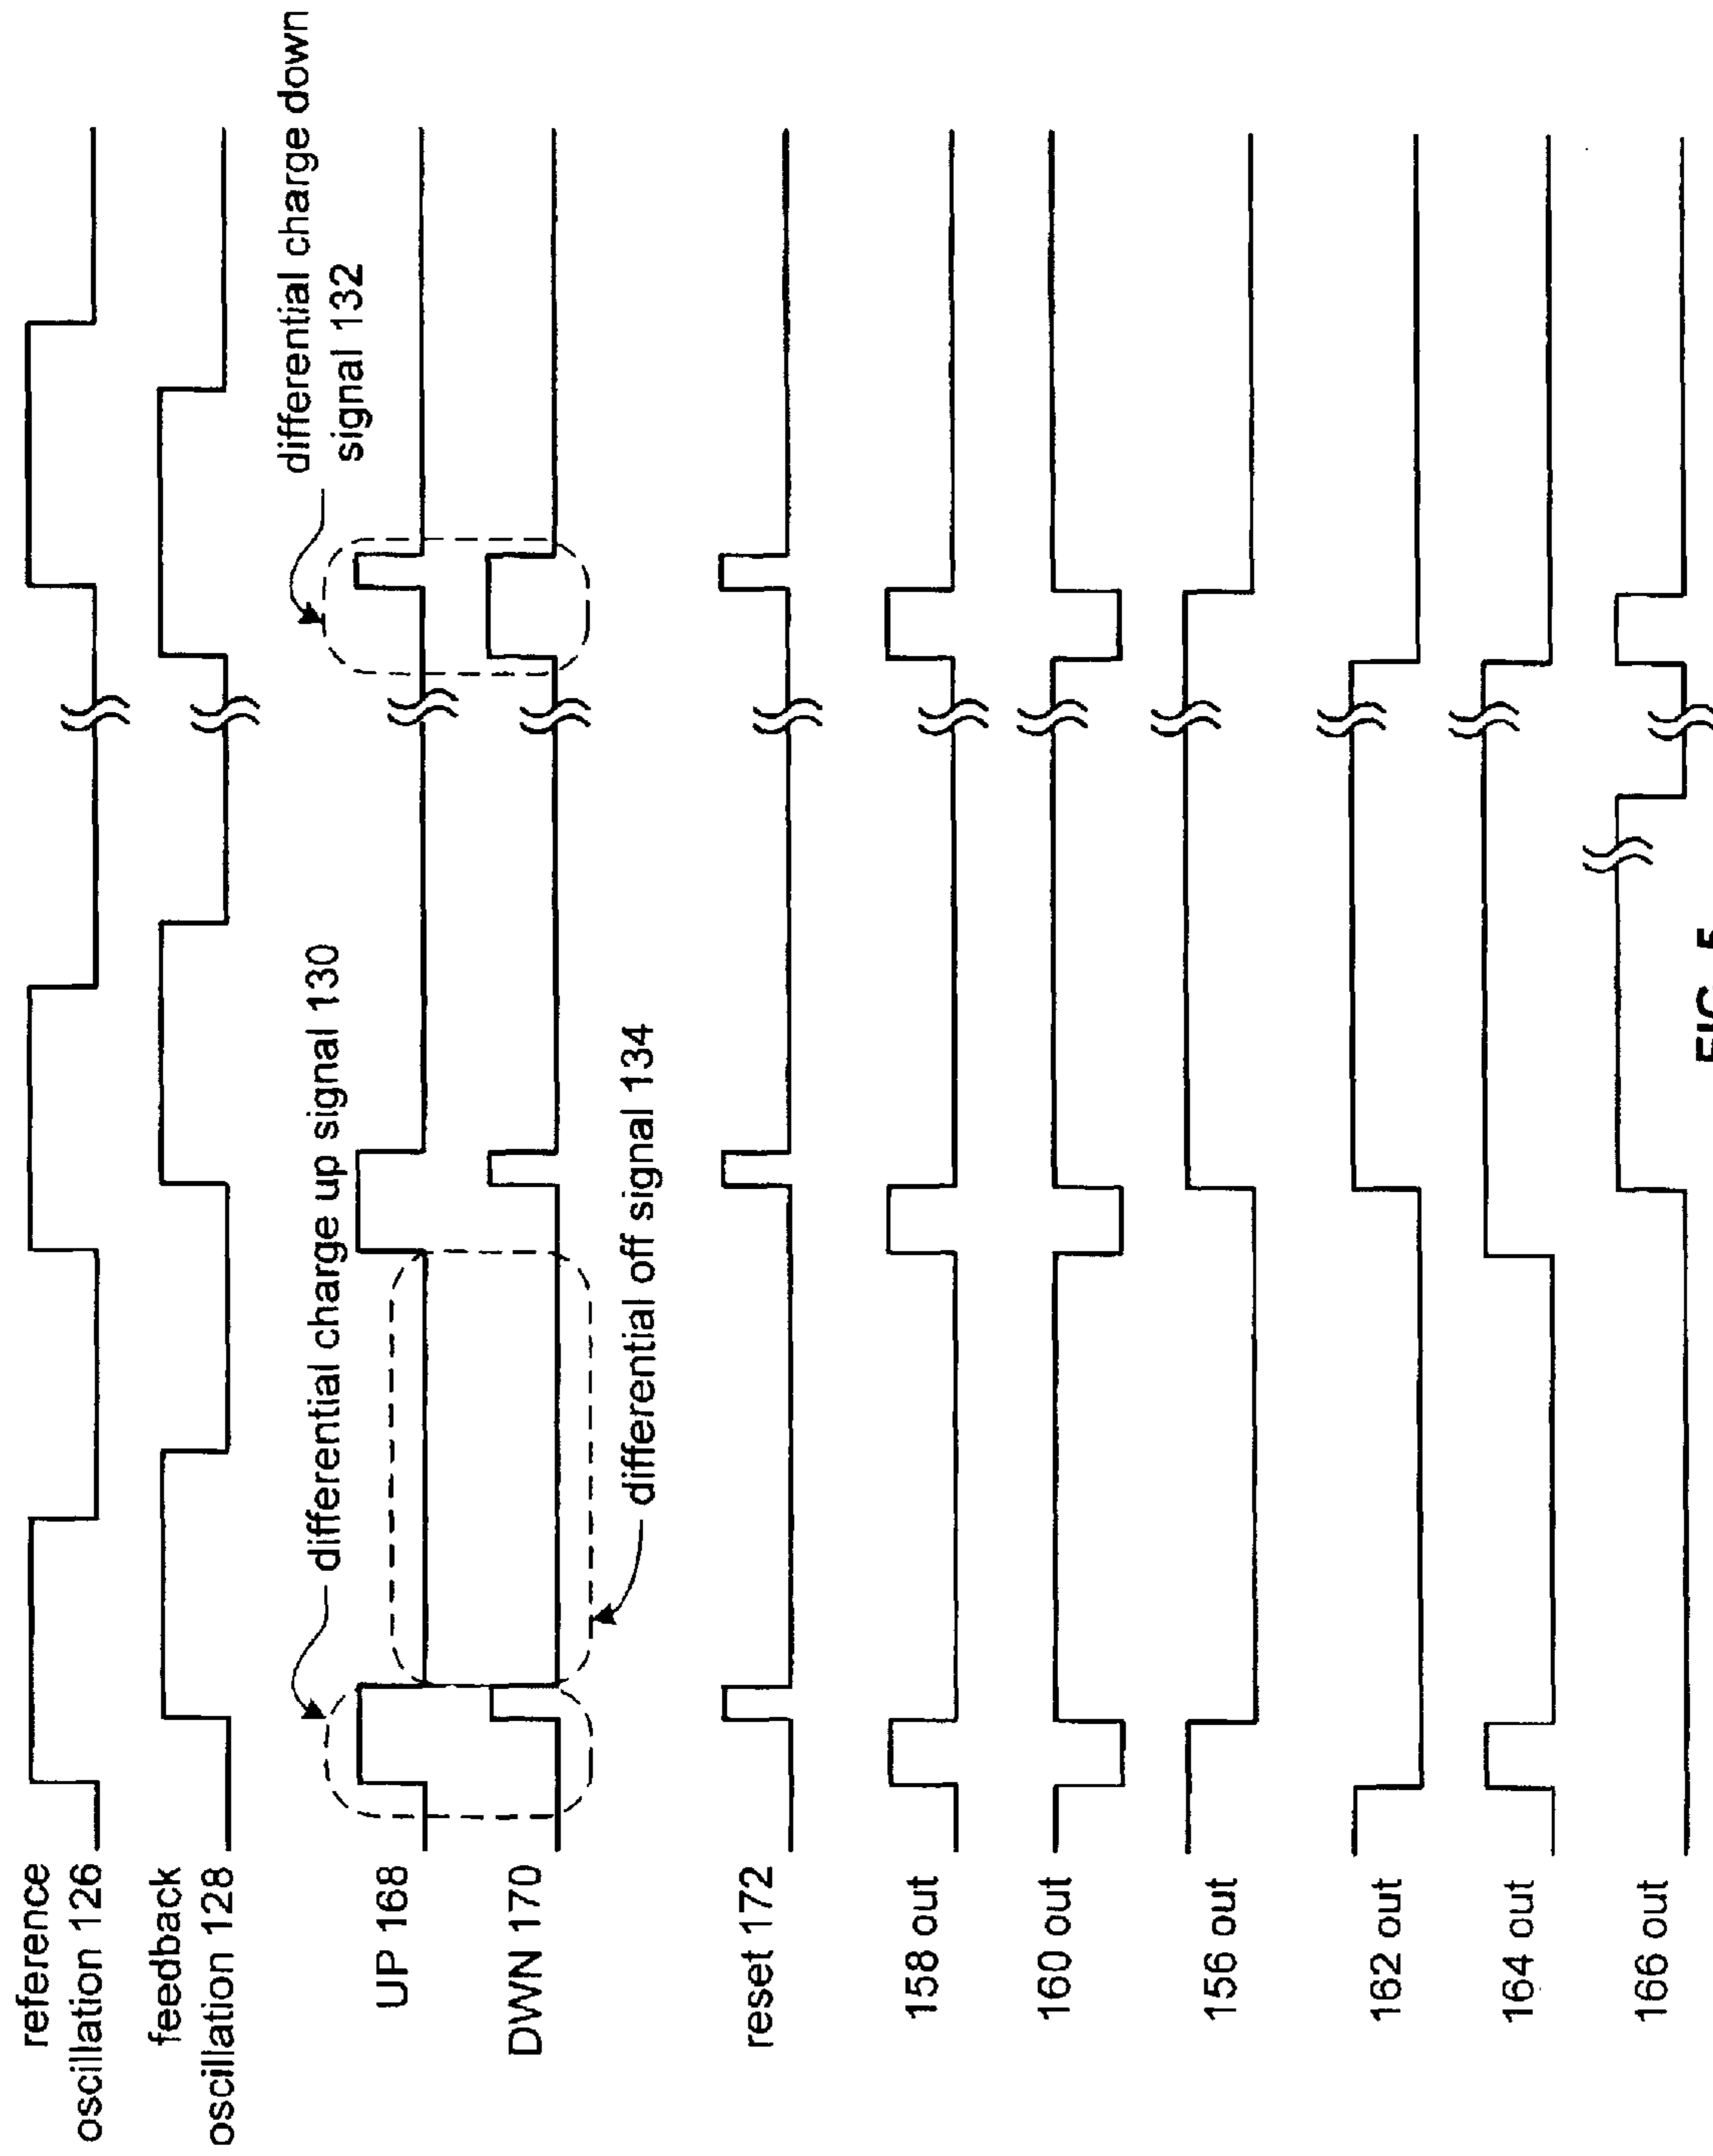 reference
oscillation 126
feedback
oscillation 128
differential charge up signal 130
differential charge down
signal 132
UP 168
DWN 170
differential off signal 134
reset 172
158 out
160 out
156 out
162 out
164 out
166 out
FIG. 5